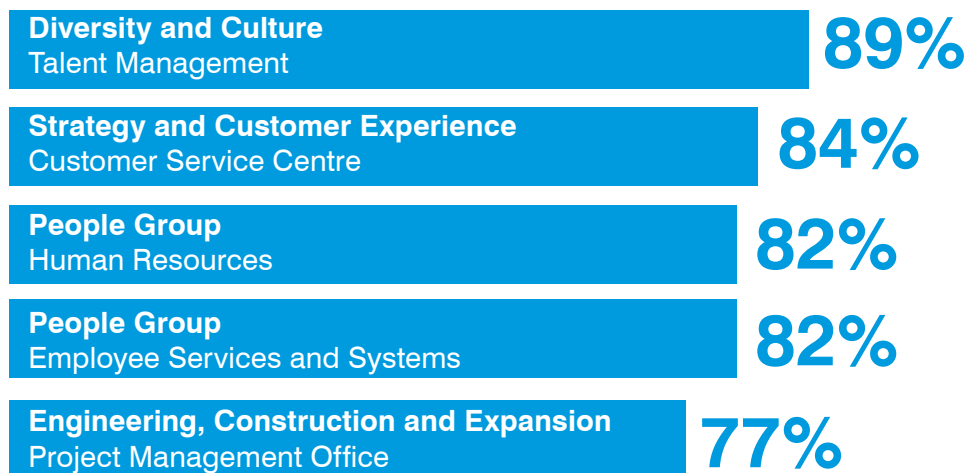 Diversity and Culture
Talent Management
89%
Strategy and Customer Experience
Customer Service Centre
84%
People Group
Human Resources
82%
People Group
Employee Services and Systems
82%
Engineering, Construction and Expansion
Project Management Office
77%